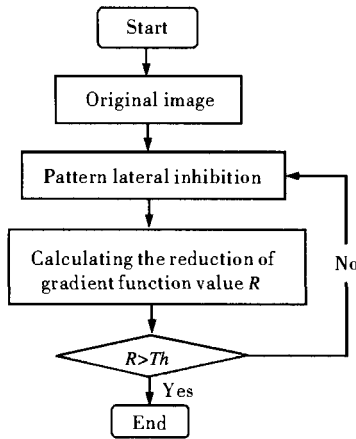 Start
Original image
Pattern lateral inhibition
Calculating the reduction of
gradient function value R
No
R>Th
Yes
End